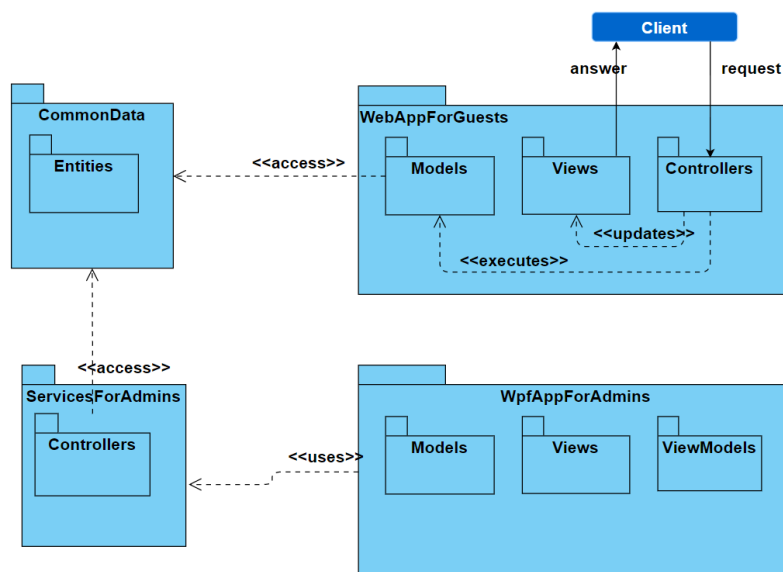 Client
answer
request
CommonData
WebAppForGuests
Entities
<<access>>
Models
Views
Controllers
<<updates>>
<<executes>>
<<access>>
ServicesForAdmins
WpfAppForAdmins
Controllers
<<uses>>
Models
Views
ViewModels